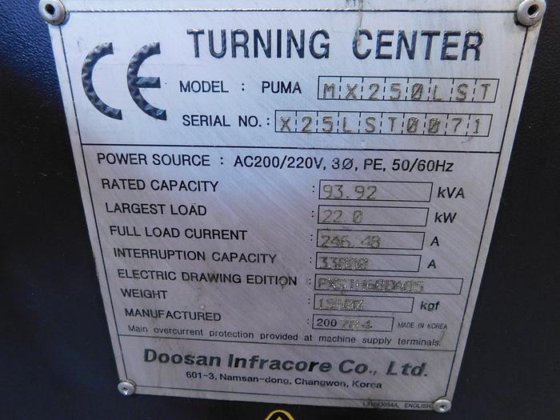 CE TURNING CENTER
MODEL : PUMA MX250LST
SERIAL NO. : X25LST0071
POWER SOURCE : AC200/220V, 3Ø, PE, 50/60Hz
RATED CAPACITY : 93.92 kVA
LARGEST LOAD : 22.0 kW
FULL LOAD CURRENT : 246.48 A
INTERRUPTION CAPACITY : A
ELECTRIC DRAWING EDITION :
WEIGHT : kgf
MANUFACTURED : 200 MADE IN KOREA
Main overcurrent protection provided at machine supply terminals.
Doosan Infracore Co., Ltd.
601-3, Namsan-dong, Changwon, Korea
ENGLISH